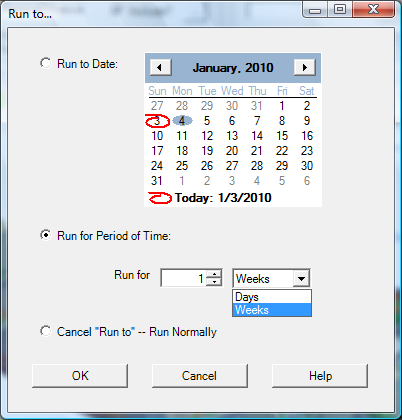 Run to...
Run to Date:
January, 2010
Sun Mon Tue Wed Thu Fri Sat
27 28 29 30 31 1 2
3 4 5 6 7 8 9
10 11 12 13 14 15 16
17 18 19 20 21 22 23
24 25 26 27 28 29 30
31 1 2 3 4 5 6
Today: 1/3/2010
Run for Period of Time:
Run for 1 Weeks
Days
Weeks
Cancel "Run to" -- Run Normally
OK Cancel Help